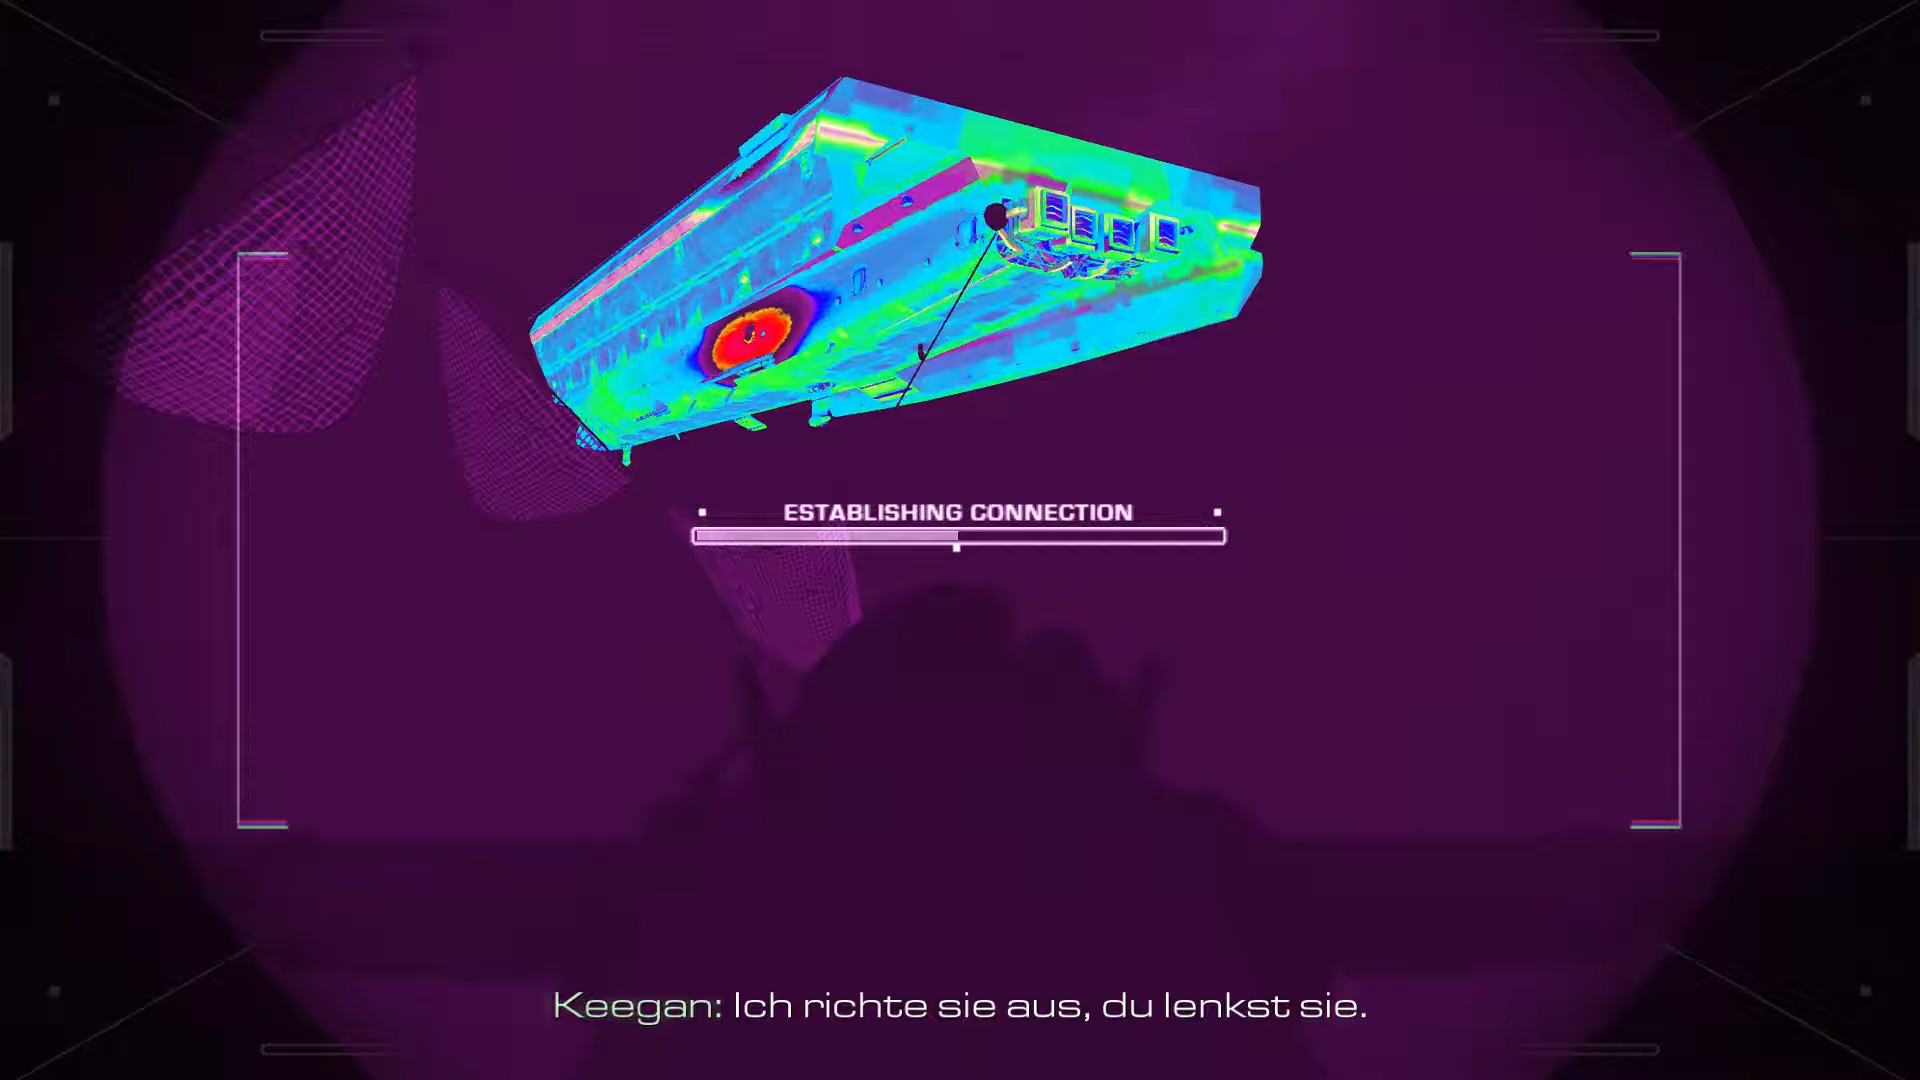 ESTABLISHING CONNECTION
Keegan: Ich richte sie aus, du lenkst sie.